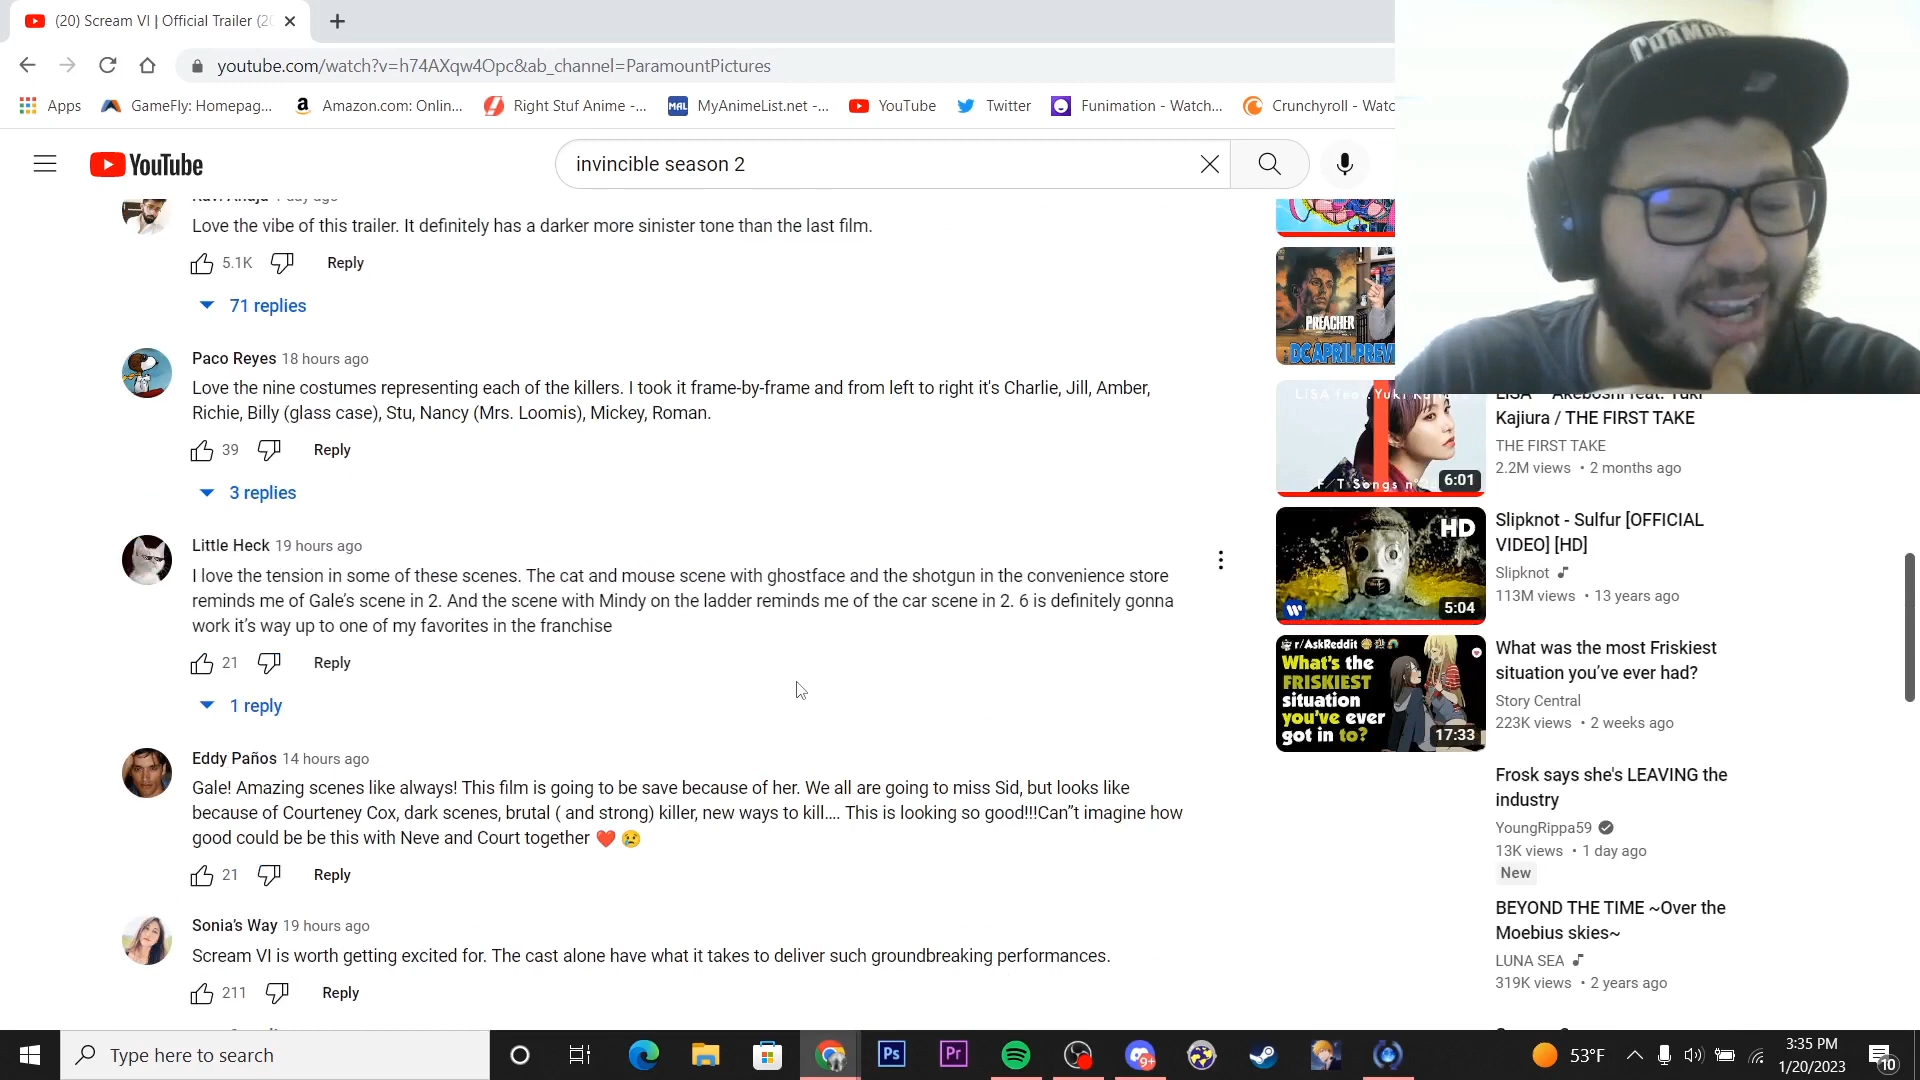 (20) Scream VI | Official Trailer (20
youtube.com/watch?v=h74AXqw4Opc&ab_channel=ParamountPictures
Apps
GameFly: Homepag...
a
Amazon.com: Onlin...
Right Stuf Anime -...
MAL
MyAnimeList.net -...
YouTube
Twitter
Funimation - Watch...
Crunchyroll - Watc
CHAMP
YouTube
invincible season 2
Love the vibe of this trailer. It definitely has a darker more sinister tone than the last film.
5.1K
Reply
71 replies
Paco Reyes 18 hours ago
Love the nine costumes representing each of the killers. I took it frame-by-frame and from left to right it's Charlie, Jill, Amber,
Richie, Billy (glass case), Stu, Nancy (Mrs. Loomis), Mickey, Roman.
39
Reply
3 replies
Little Heck 19 hours ago
I love the tension in some of these scenes. The cat and mouse scene with ghostface and the shotgun in the convenience store
reminds me of Gale’s scene in 2. And the scene with Mindy on the ladder reminds me of the car scene in 2. 6 is definitely gonna
work it’s way up to one of my favorites in the franchise
21
Reply
1 reply
Eddy Paños 14 hours ago
Gale! Amazing scenes like always! This film is going to be save because of her. We all are going to miss Sid, but looks like
because of Courteney Cox, dark scenes, brutal ( and strong) killer, new ways to kill.... This is looking so good!!!Can”t imagine how
good could be be this with Neve and Court together ❤️ 😢
21
Reply
Sonia’s Way 19 hours ago
Scream VI is worth getting excited for. The cast alone have what it takes to deliver such groundbreaking performances.
211
Reply
PREACHER
DC APRIL PREV
LiSA feat. Yuki Kaji
F/T Songs
6:01
Kajiura / THE FIRST TAKE
THE FIRST TAKE
2.2M views • 2 months ago
HD
5:04
Slipknot - Sulfur [OFFICIAL
VIDEO] [HD]
Slipknot
113M views • 13 years ago
r/AskReddit
What's the
FRISKIEST
situation
you've ever
got in to?
17:33
What was the most Friskiest
situation you’ve ever had?
Story Central
223K views • 2 weeks ago
Frosk says she's LEAVING the
industry
YoungRippa59
13K views • 1 day ago
New
BEYOND THE TIME ~Over the
Moebius skies~
LUNA SEA
319K views • 2 years ago
Type here to search
Ps
Pr
9+
53°F
3:35 PM
1/20/2023
10